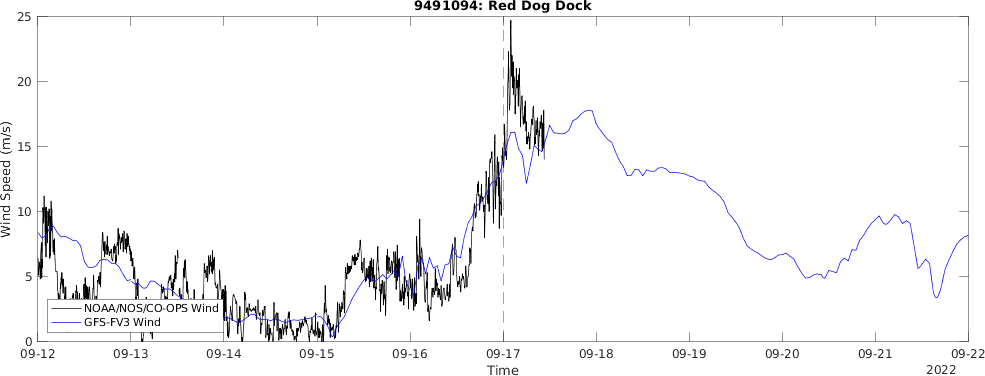 9491094: Red Dog Dock
25
20
15
10
5
0
Wind Speed (m/s)
NOAA/NOS/CO-OPS Wind
GFS-FV3 Wind
09-12 09-13 09-14 09-15 09-16 09-17 09-18 09-19 09-20 09-21 09-22
Time
2022